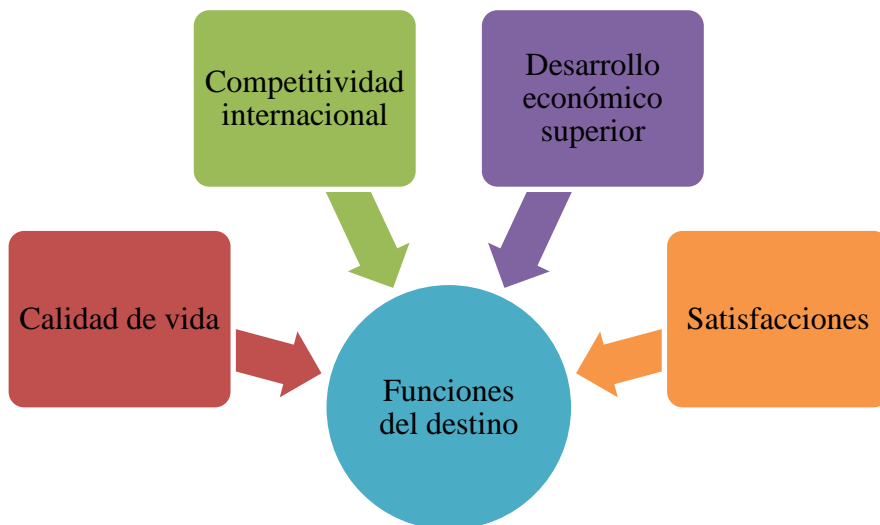 Competitividad
internacional
Desarrollo
económico
superior
Calidad de vida
Satisfacciones
Funciones
del destino